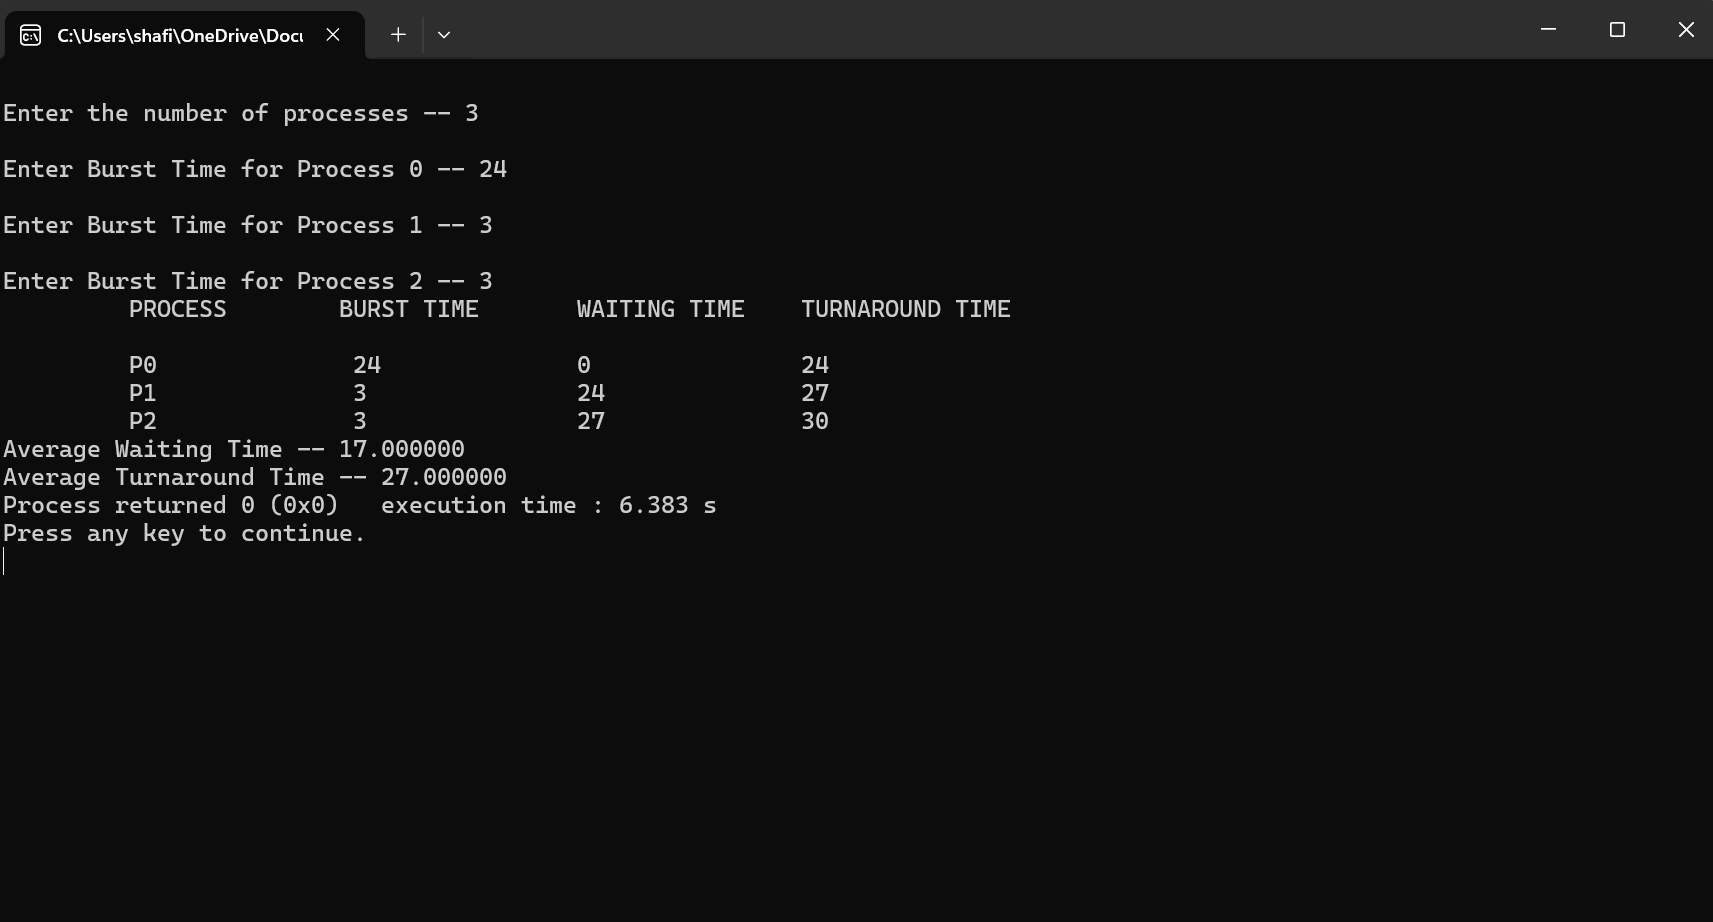 C:\Users\shafi\OneDrive\Docu
Enter the number of processes -- 3
Enter Burst Time for Process 0 -- 24
Enter Burst Time for Process 1 -- 3
Enter Burst Time for Process 2 -- 3
PROCESS BURST TIME WAITING TIME TURNAROUND TIME
P0 24 0 24
P1 3 24 27
P2 3 27 30
Average Waiting Time -- 17.000000
Average Turnaround Time -- 27.000000
Process returned 0 (0x0) execution time : 6.383 s
Press any key to continue.